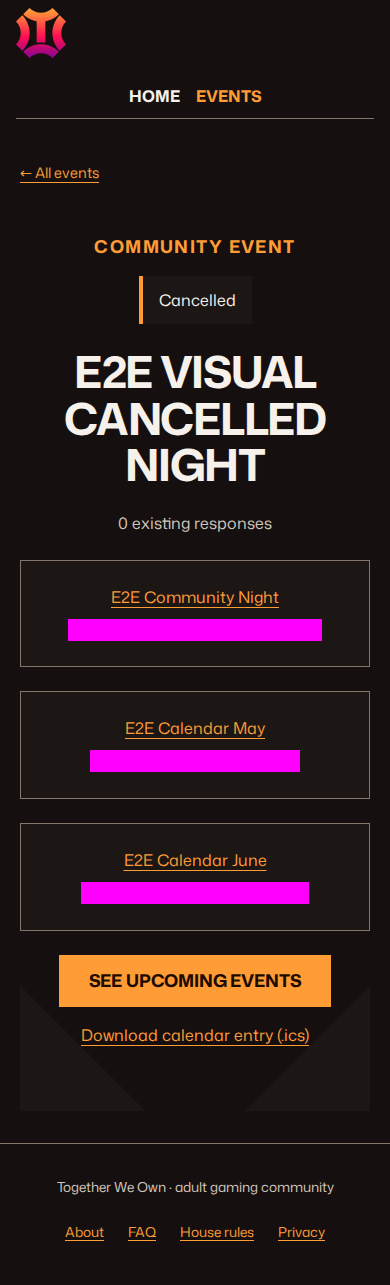 HOME EVENTS
← All events
COMMUNITY EVENT
Cancelled
E2E VISUAL
CANCELLED
NIGHT
0 existing responses
E2E Community Night
E2E Calendar May
E2E Calendar June
SEE UPCOMING EVENTS
Download calendar entry (.ics)
Together We Own · adult gaming community
About FAQ House rules Privacy